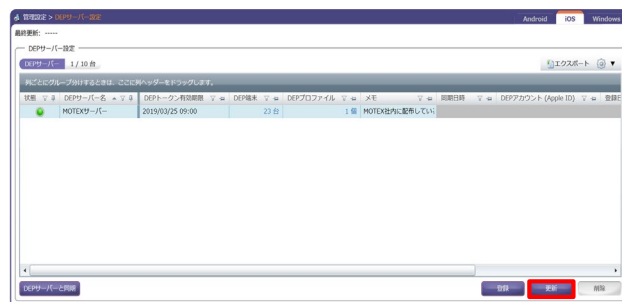 管理設定 > DEPサーバー設定
Android iOS Windows
最終更新: -----
DEPサーバー設定
DEPサーバー 1 / 10 台 エクスポート
列ごとにグループ分けするときは、ここに列ヘッダーをドラッグします。
状態 DEPサーバー名 DEPトークン有効期限 DEP端末 DEPプロファイル メモ 同期日時 DEPアカウント (Apple ID) 登録日
MOTEXサーバー 2019/03/25 09:00 23 台 1 個 MOTEX社内に配布してい
DEPサーバーと同期 登録 更新 削除